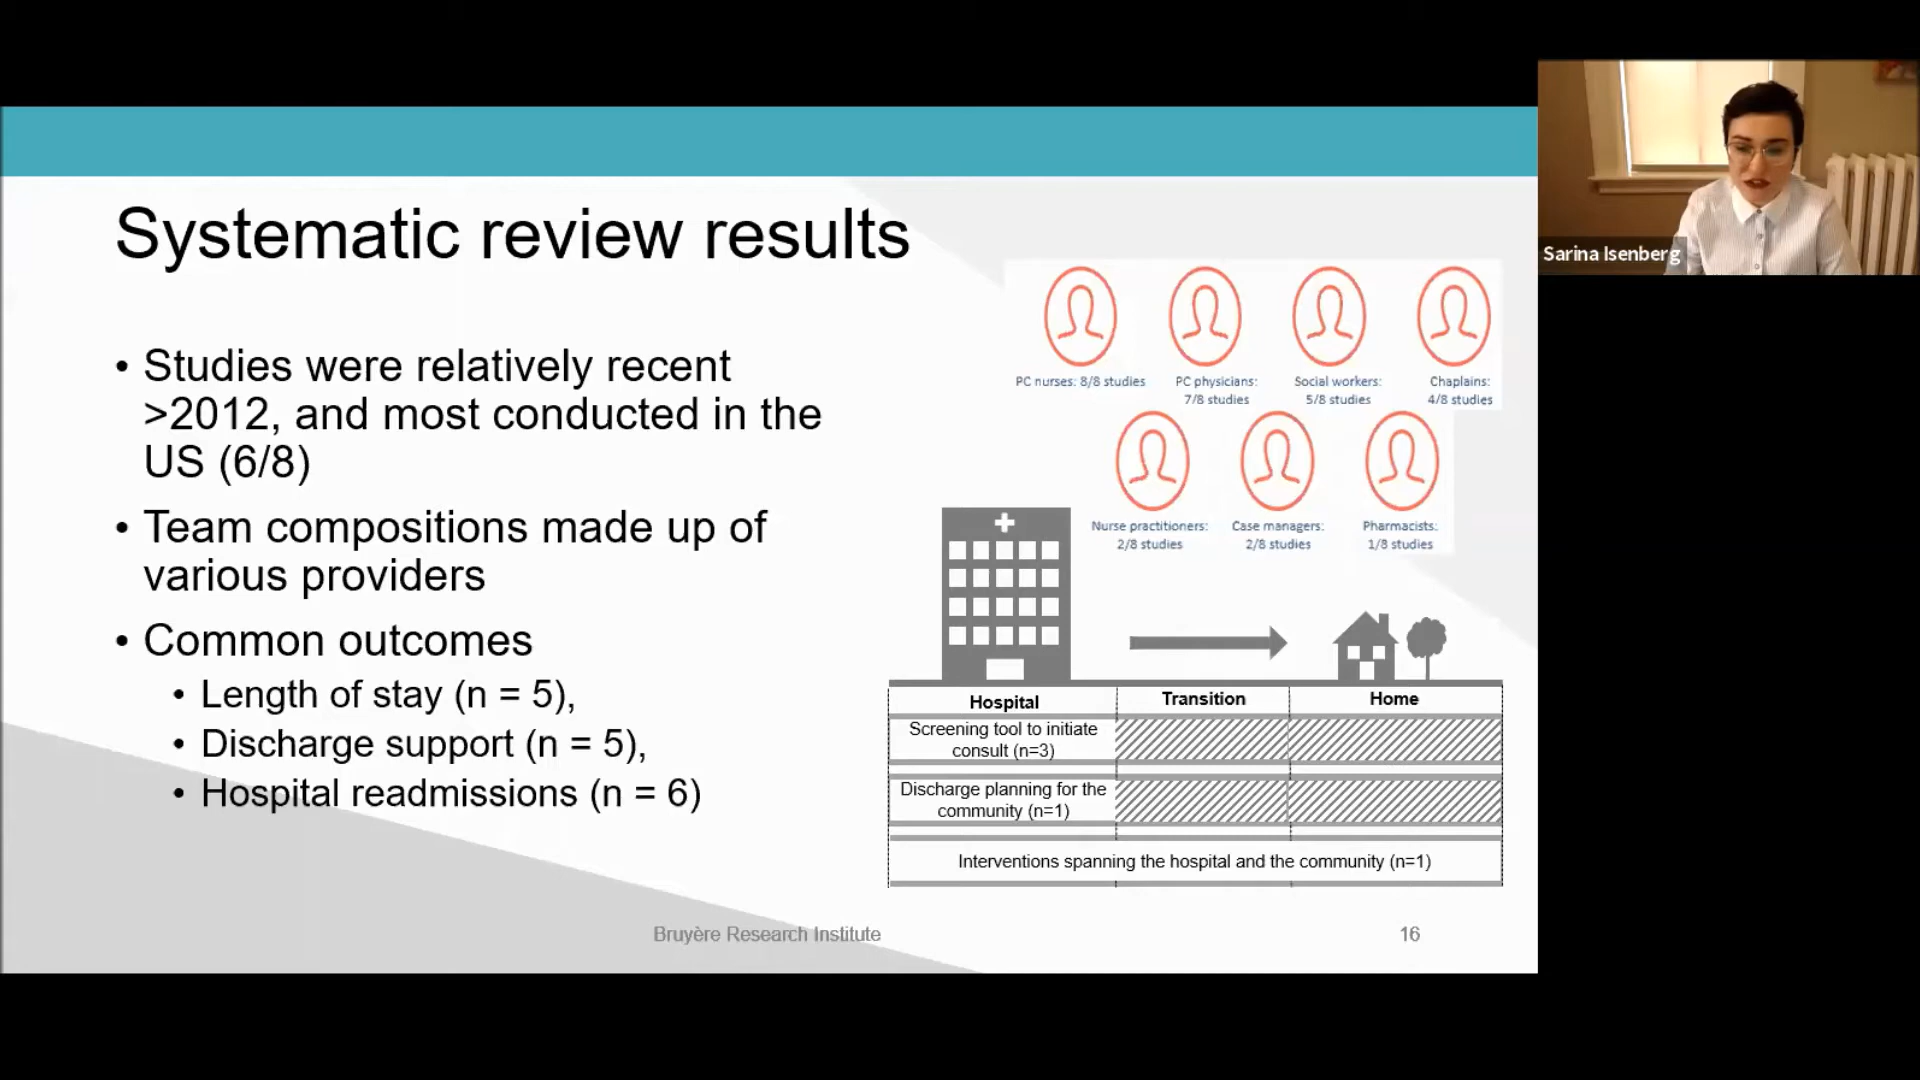 Systematic review results
• Studies were relatively recent
>2012, and most conducted in the
US (6/8)
• Team compositions made up of
various providers
• Common outcomes
• Length of stay (n = 5),
• Discharge support (n = 5),
• Hospital readmissions (n = 6)
PC nurses: 8/8 studies
PC physicians:
7/8 studies
Social workers:
5/8 studies
Chaplains:
4/8 studies
Nurse practitioners:
2/8 studies
Case managers:
2/8 studies
Pharmacists:
1/8 studies
Hospital
Transition
Home
Screening tool to initiate
consult (n=3)
Discharge planning for the
community (n=1)
Interventions spanning the hospital and the community (n=1)
Bruyère Research Institute
16
Sarina Isenberg